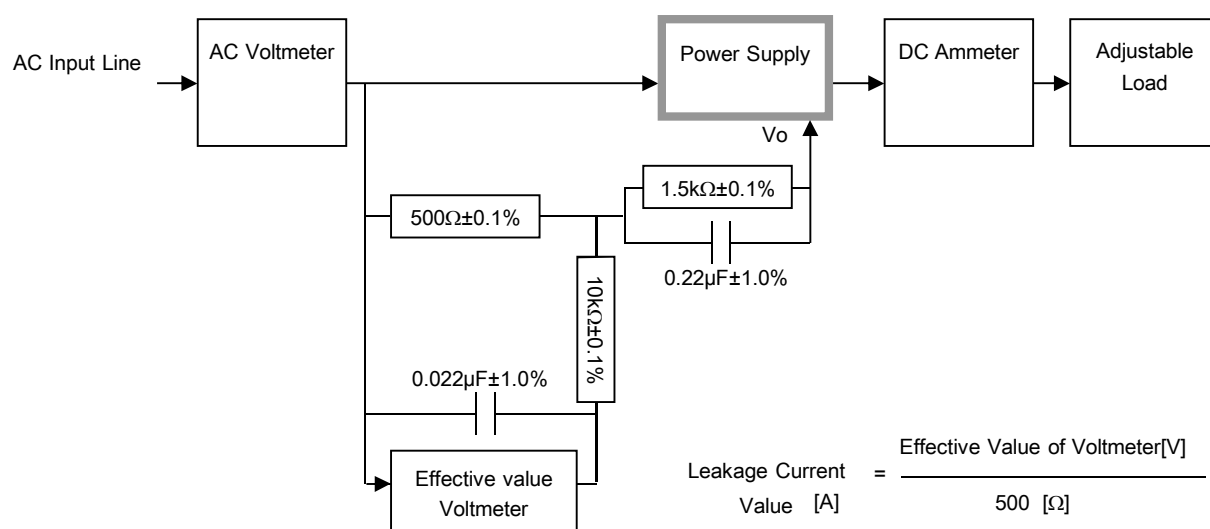 AC Input Line
AC Voltmeter
Power Supply
DC Ammeter
Adjustable
Load
Vo
1.5kΩ±0.1%
500Ω±0.1%
0.22µF±1.0%
10kΩ±0.1%
0.022µF±1.0%
Effective value
Voltmeter
Leakage Current
Value [A]
=
Effective Value of Voltmeter[V]
500 [Ω]